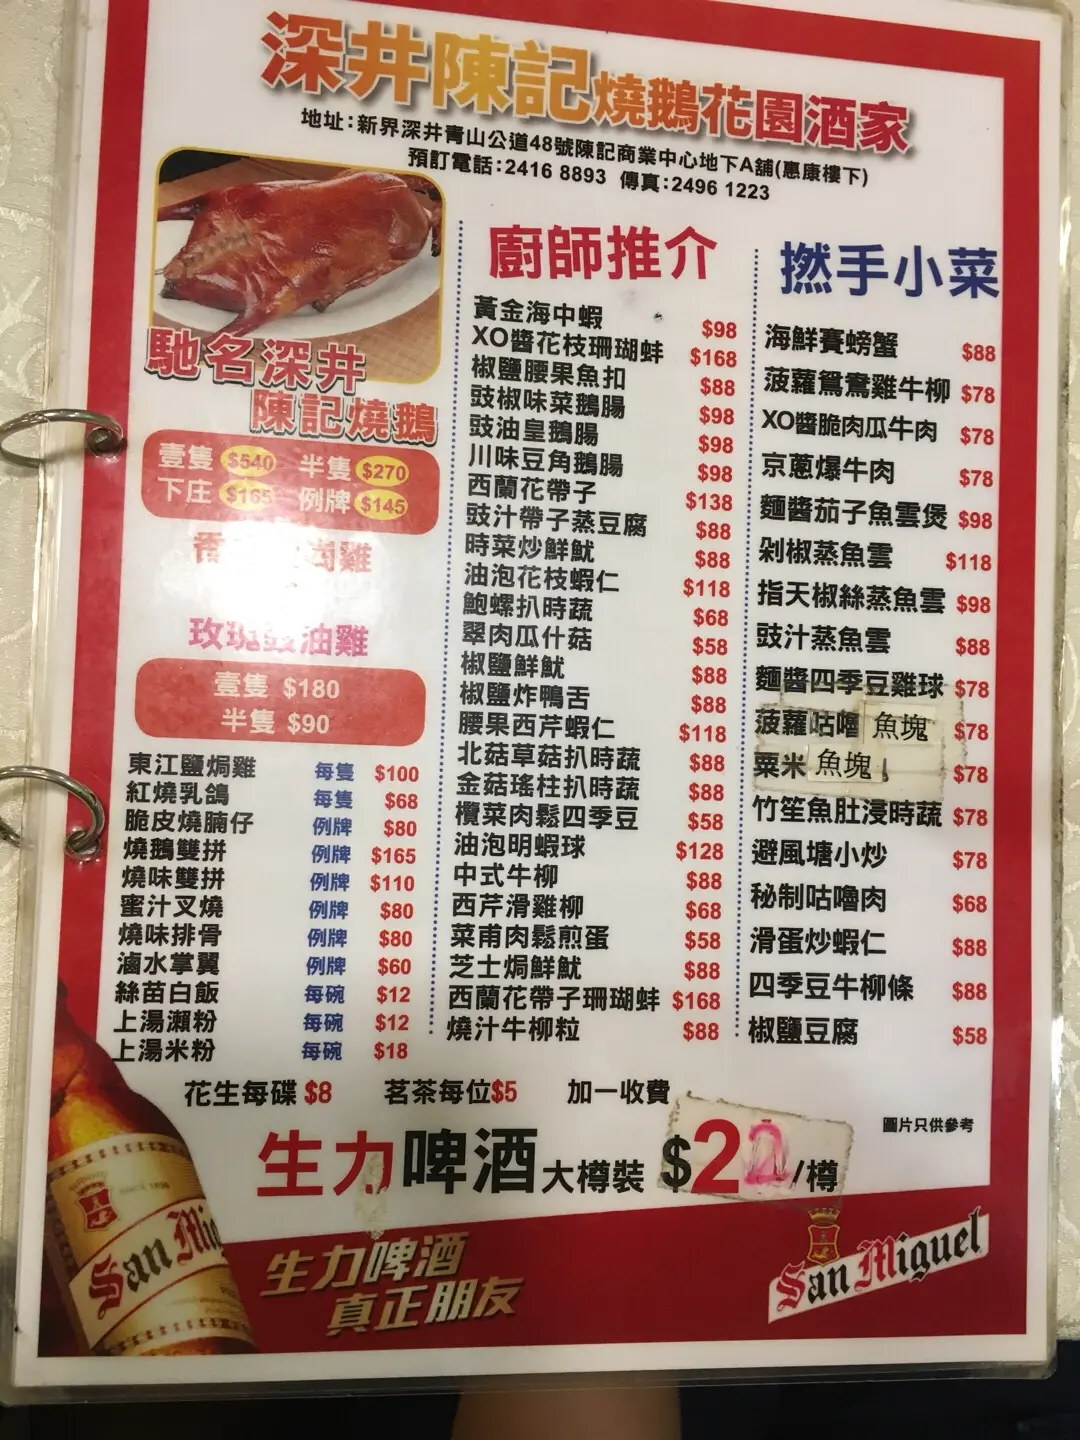 深井陳記燒鵝花園酒家
地址:新界深井青山公道48號陳記商業中心地下A舖(惠康樓下)
預訂電話:2416 8893 傳真:2496 1223
馳名深井
陳記燒鵝
壹隻 $540 半隻 $270
下庄 $165 例牌 $145
雞
玫瑰豉油雞
壹隻 $180
半隻 $90
東江鹽焗雞 每隻 $100
紅燒乳鴿 每隻 $68
脆皮燒腩仔 例牌 $80
燒鵝雙拼 例牌 $165
燒味雙拼 例牌 $110
蜜汁叉燒 例牌 $80
燒味排骨 例牌 $80
滷水掌翼 例牌 $60
絲苗白飯 每碗 $12
上湯瀨粉 每碗 $12
上湯米粉 每碗 $18
廚師推介
黃金海中蝦 $98
XO醬花枝珊瑚蚌 $168
椒鹽腰果魚扣 $88
豉椒味菜鵝腸 $98
豉油皇鵝腸 $98
川味豆角鵝腸 $98
西蘭花帶子 $138
豉汁帶子蒸豆腐 $88
時菜炒鮮魷 $88
油泡花枝蝦仁 $118
鮑螺扒時蔬 $68
翠肉瓜什菇 $58
椒鹽鮮魷 $88
椒鹽炸鴨舌 $88
腰果西芹蝦仁 $118
北菇草菇扒時蔬 $88
金菇瑤柱扒時蔬 $88
欖菜肉鬆四季豆 $58
油泡明蝦球 $128
中式牛柳 $88
西芹滑雞柳 $68
菜甫肉鬆煎蛋 $58
芝士焗鮮魷 $88
西蘭花帶子珊瑚蚌 $168
燒汁牛柳粒 $88
撚手小菜
海鮮賽螃蟹 $88
菠蘿鴛鴦雞牛柳 $78
XO醬脆肉瓜牛肉 $78
京蔥爆牛肉 $78
麵醬茄子魚雲煲 $98
剁椒蒸魚雲 $118
指天椒絲蒸魚雲 $98
豉汁蒸魚雲 $88
麵醬四季豆雞球 $78
菠蘿咕嚕魚塊 $78
粟米魚塊 $78
竹笙魚肚浸時蔬 $78
避風塘小炒 $78
秘制咕嚕肉 $68
滑蛋炒蝦仁 $88
四季豆牛柳條 $88
椒鹽豆腐 $58
花生每碟 $8 茗茶每位$5 加一收費
圖片只供參考
生力啤酒大樽裝 $22/樽
San Mig
生力啤酒
真正朋友
San Miguel